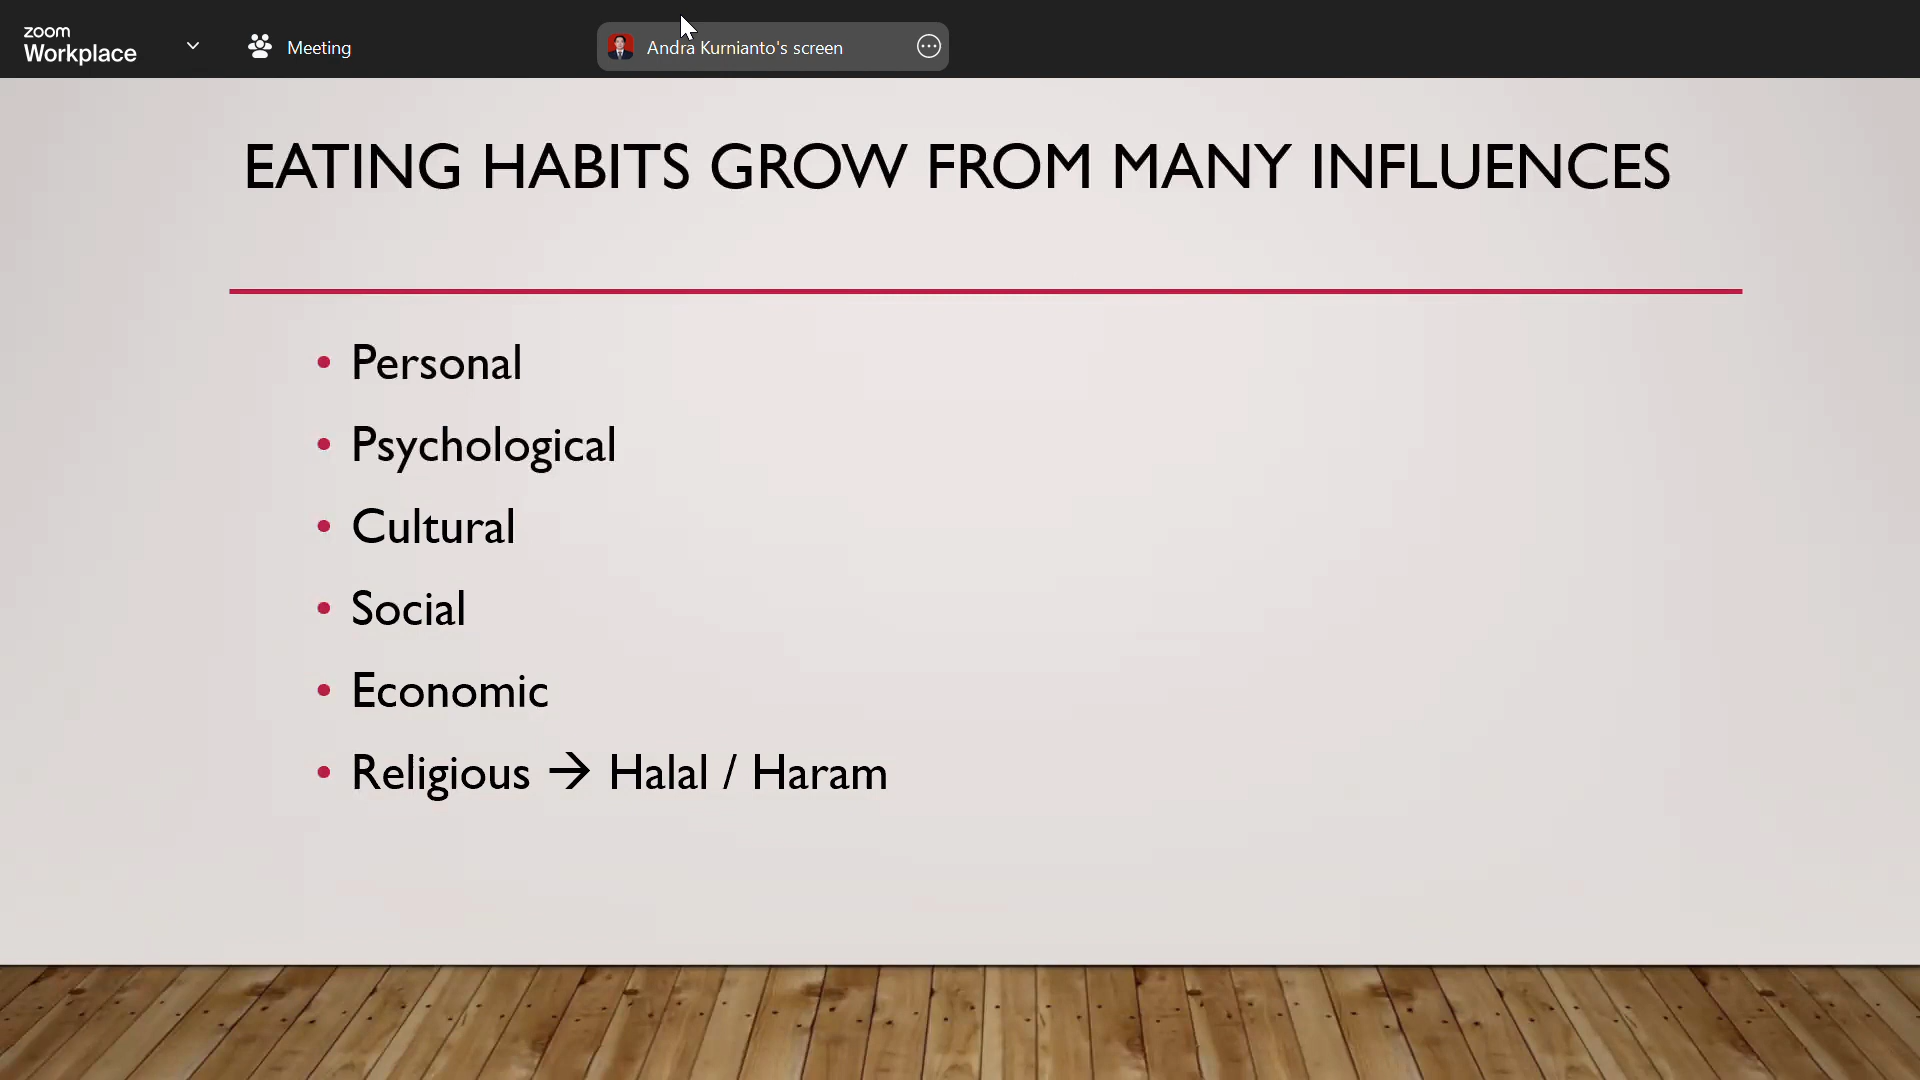 zoom
Workplace
Meeting
Andra Kurnianto's screen
EATING HABITS GROW FROM MANY INFLUENCES
• Personal
• Psychological
• Cultural
• Social
• Economic
• Religious → Halal / Haram